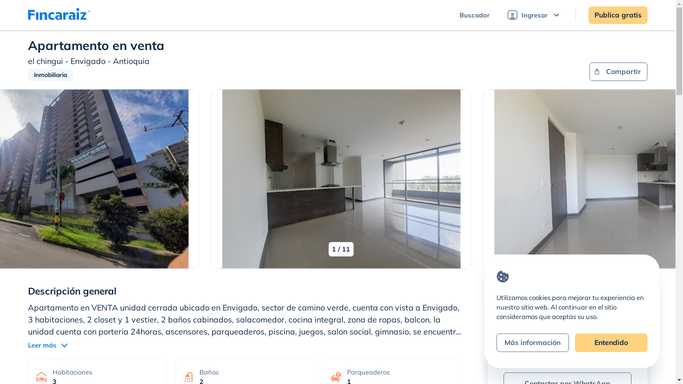 Fincaraiz
Buscador
Ingresar
Publica gratis
Apartamento en venta
el chingui - Envigado - Antioquia
Inmobiliaria
Compartir
1 / 11
Descripción general
Apartamento en VENTA unidad cerrada ubicado en Envigado, sector de camino verde, cuenta con vista a Envigado,
3 habitaciones, 2 closet y 1 vestier, 2 baños cabinados, salacomedor, cocina integral, zona de ropas, balcon, la
unidad cuenta con porteria 24horas, ascensores, parqueaderos, piscina, juegos, salon social, gimnasio, se encuentr...
Leer más
Habitaciones
3
Baños
2
Parqueaderos
1
Utilizamos cookies para mejorar tu experiencia en
nuestro sitio web. Al continuar en el sitio
consideramos que aceptas su uso.
Más información
Entendido
Contactar por WhatsApp